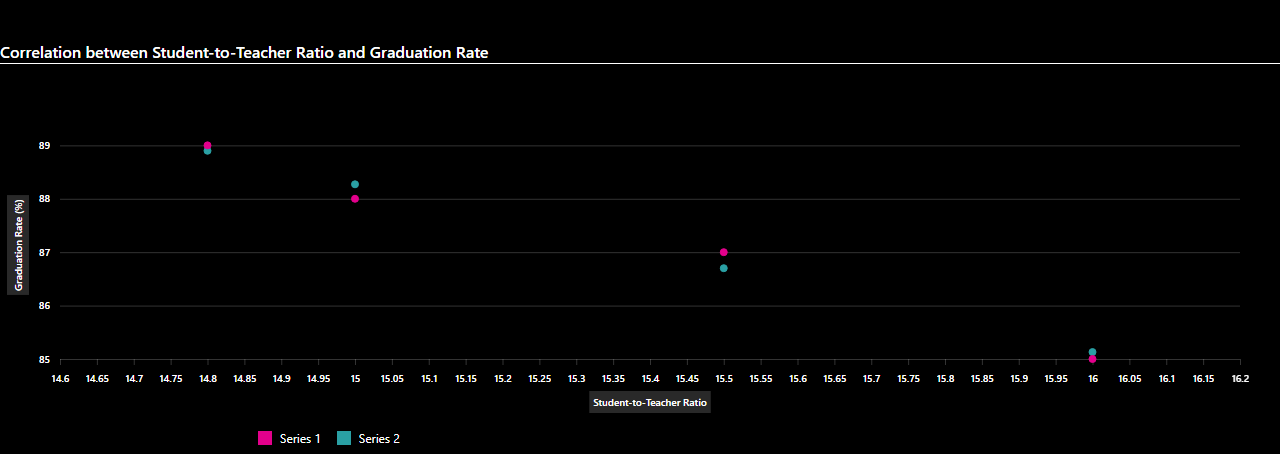 Correlation between Student-to-Teacher Ratio and Graduation Rate
89
88
87
86
85
Graduation Rate (%)
14.6 14.65 14.7 14.75 14.8 14.85 14.9 14.95 15 15.05 15.1 15.15 15.2 15.25 15.3 15.35 15.4 15.45 15.5 15.55 15.6 15.65 15.7 15.75 15.8 15.85 15.9 15.95 16 16.05 16.1 16.15 16.2
Student-to-Teacher Ratio
Series 1 Series 2